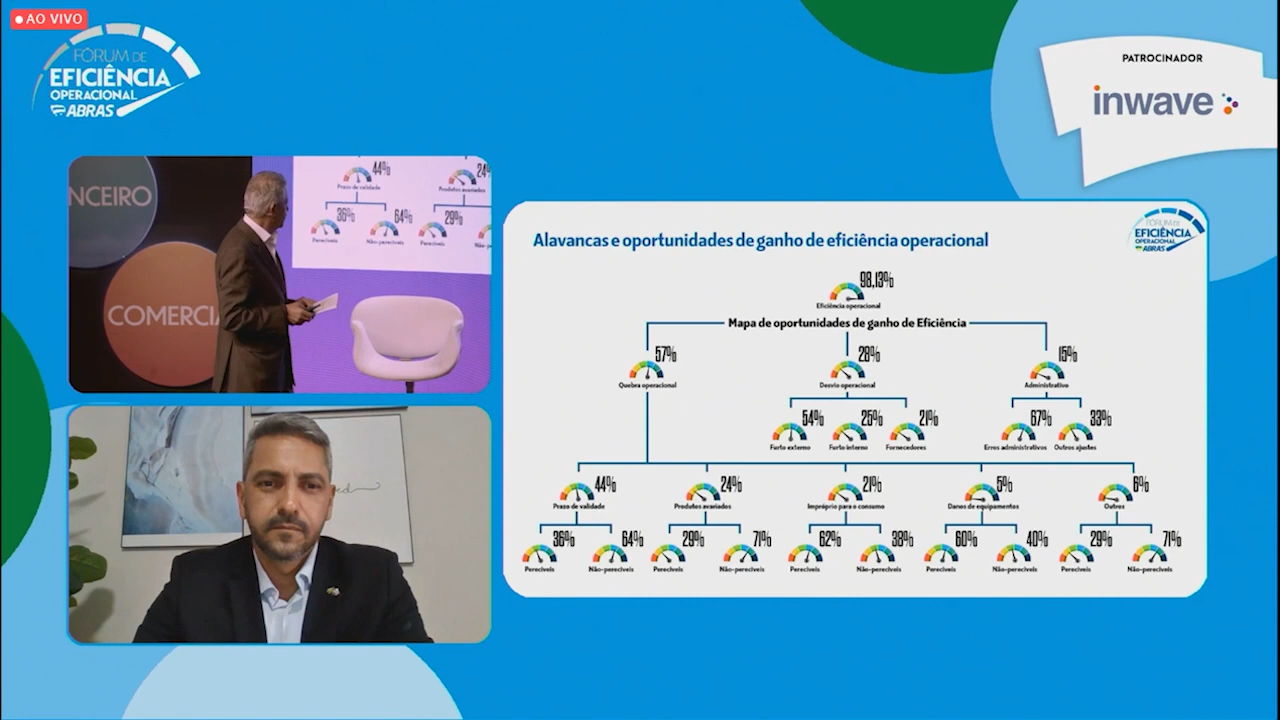 AO VIVO
FÓRUM DE
EFICIÊNCIA
OPERACIONAL
ABRAS
PATROCINADOR
inwave
NCEIRO
COMERCIA
44%
Prazo de validade
24
Produtos avariados
36%
64%
29%
Perecíveis
Não-perecíveis
Perecíveis
Alavancas e oportunidades de ganho de eficiência operacional
FÓRUM DE
EFICIÊNCIA
OPERACIONAL
ABRAS
98,13%
Eficiência operacional
Mapa de oportunidades de ganho de Eficiência
57%
28%
15%
Quebra operacional
Desvio operacional
Administrativo
54%
25%
21%
67%
33%
Furto externo
Furto interno
Fornecedores
Erros administrativos
Outros ajustes
44%
24%
21%
5%
6%
Prazo de validade
Produtos avariados
Impróprio para o consumo
Danos de equipamentos
Outros
36%
64%
29%
71%
62%
38%
60%
40%
29%
71%
Perecíveis
Não-perecíveis
Perecíveis
Não-perecíveis
Perecíveis
Não-perecíveis
Perecíveis
Não-perecíveis
Perecíveis
Não-perecíveis